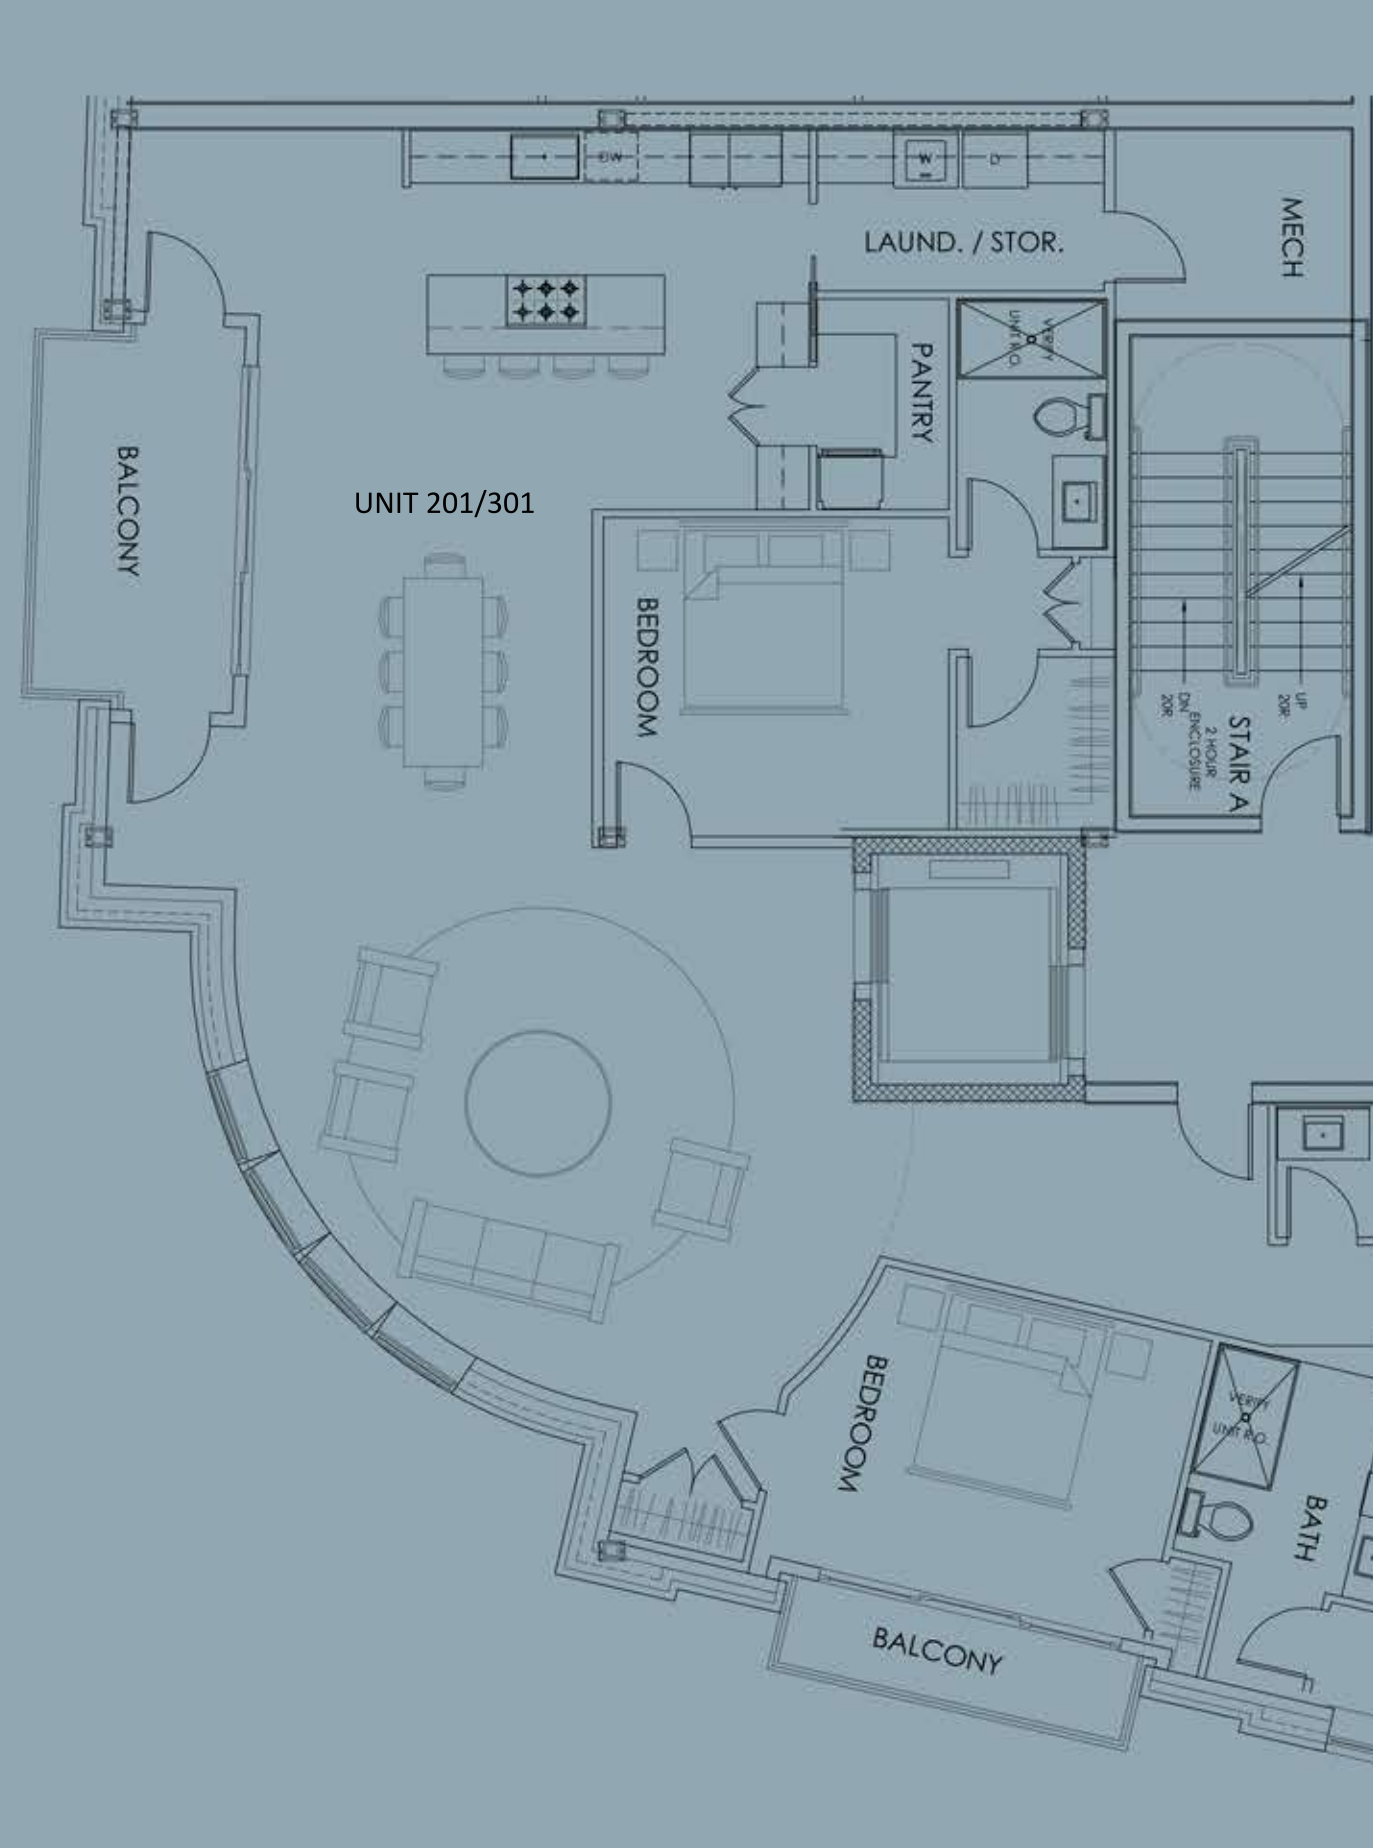 DW
W
D
LAUND. / STOR.
MECH
VERIFY
UNIT R.O.
PANTRY
BALCONY
UNIT 201/301
BEDROOM
UP
20R
DN
20R
STAIR A
2 HOUR
ENCLOSURE
BEDROOM
VERIFY
UNIT R.O.
BATH
BALCONY